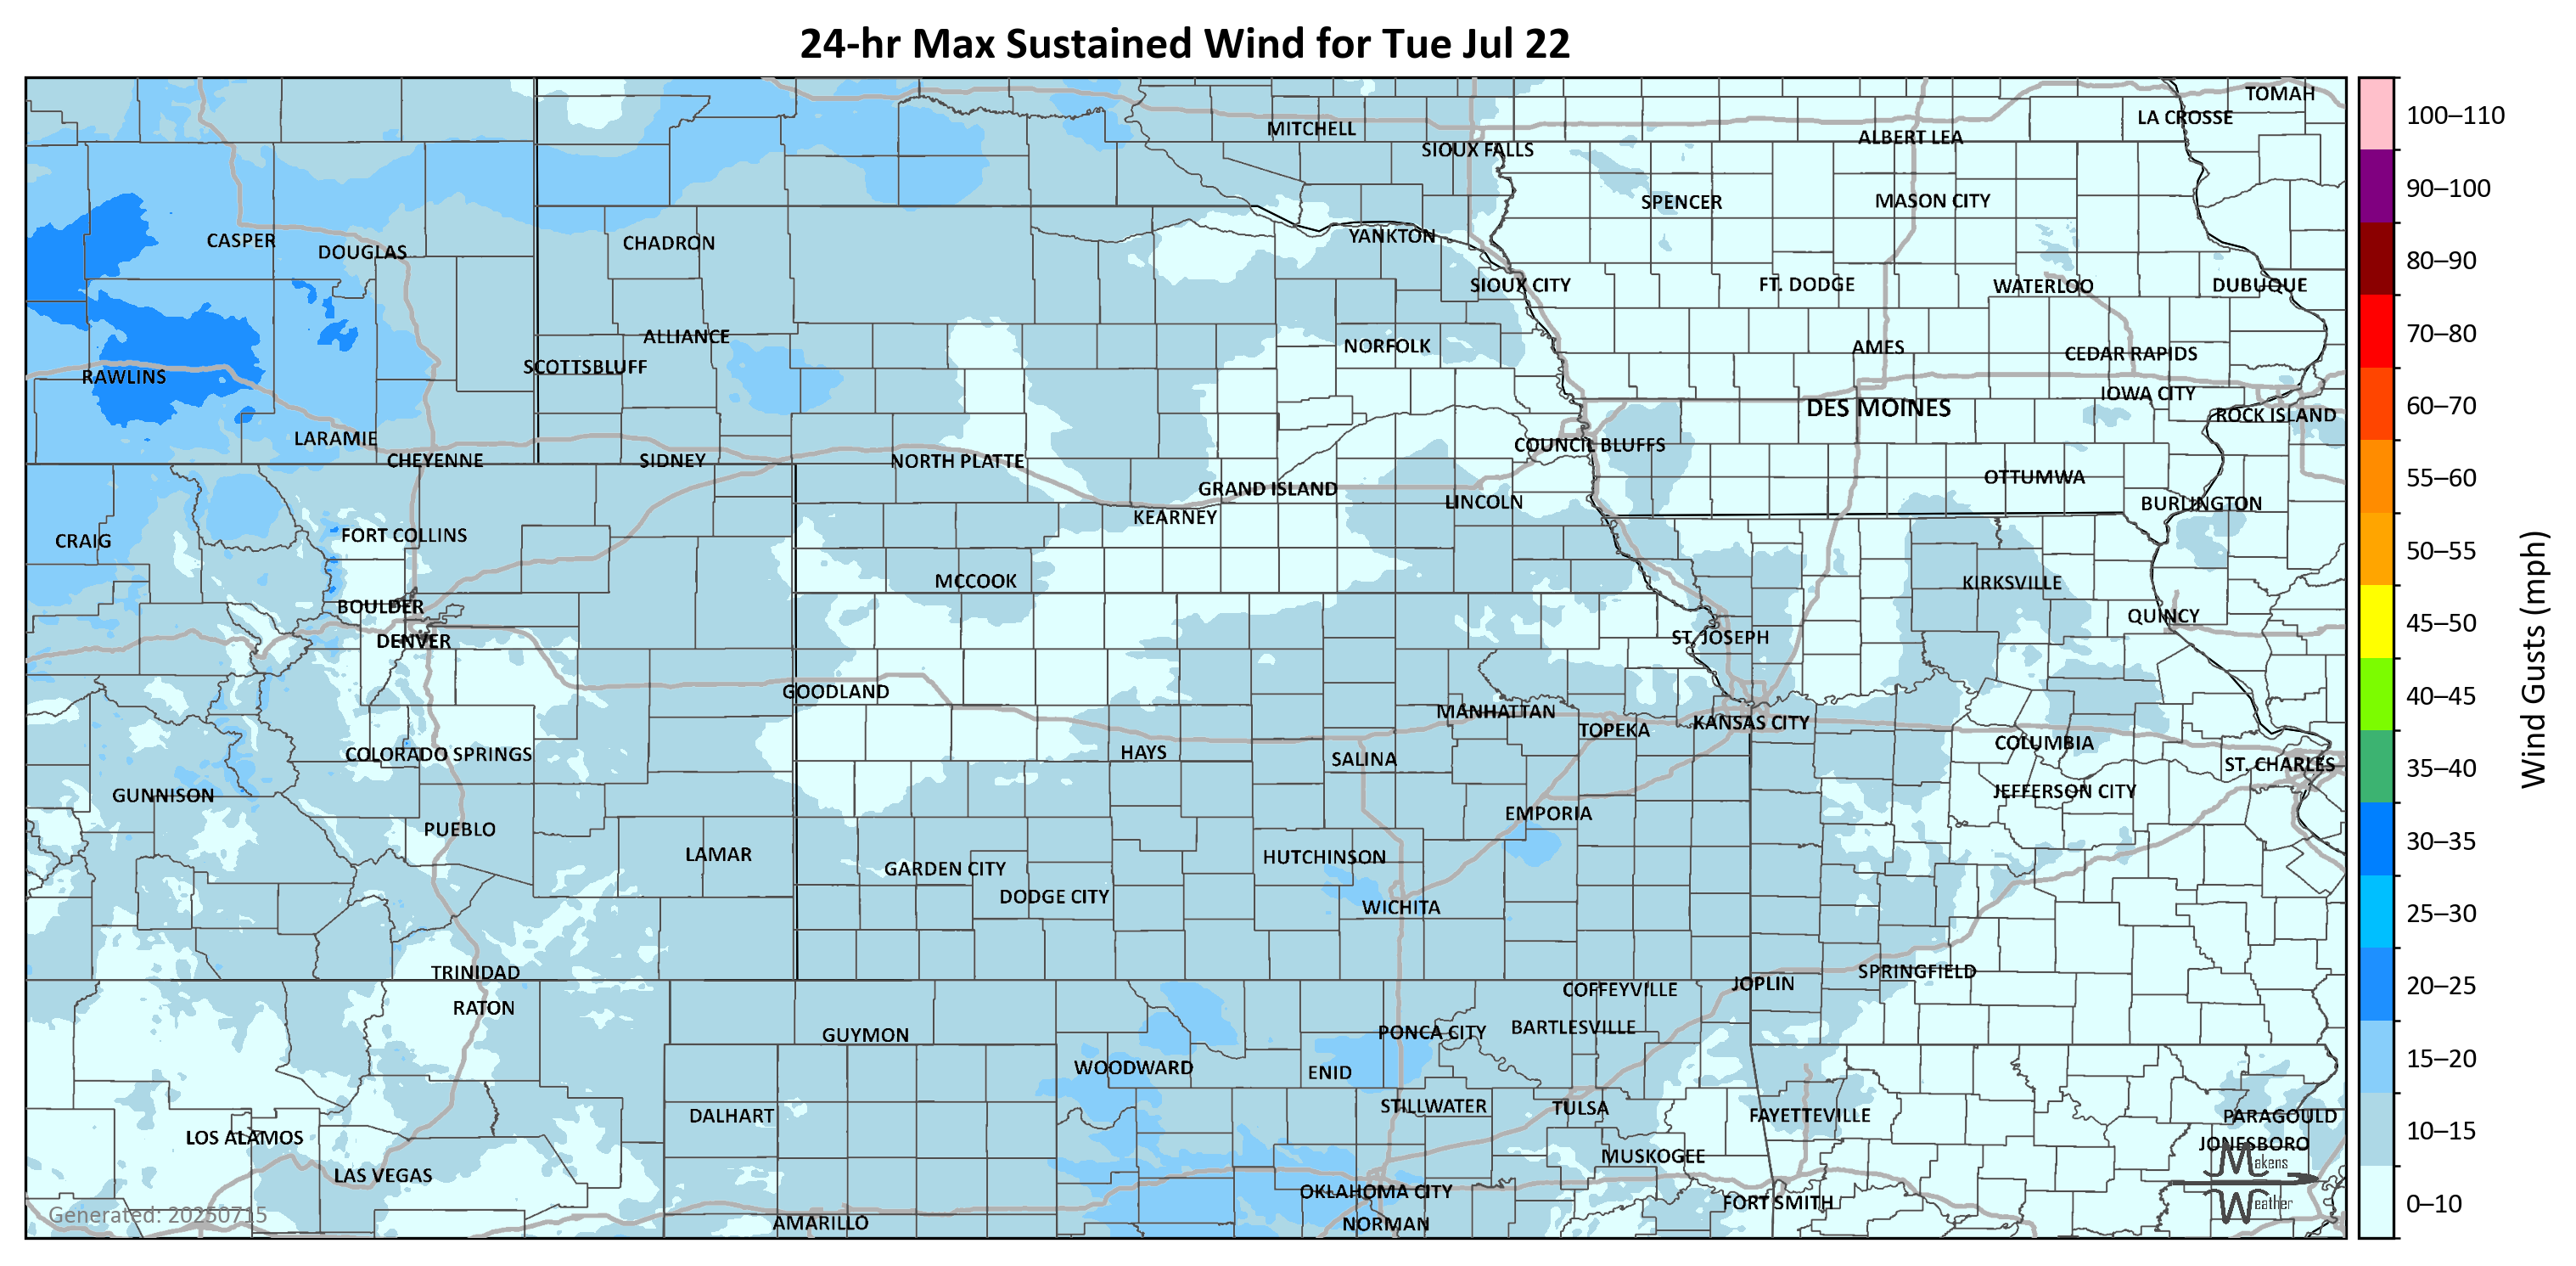 24-hr Max Sustained Wind for Tue Jul 22
TOMAH
LA CROSSE
MITCHELL
ALBERT LEA
SIOUX FALLS
SPENCER
MASON CITY
CASPER
CHADRON
YANKTON
DOUGLAS
SIOUX CITY
FT. DODGE
WATERLOO
DUBUQUE
ALLIANCE
NORFOLK
AMES
CEDAR RAPIDS
SCOTTSBLUFF
RAWLINS
IOWA CITY
DES MOINES
ROCK ISLAND
LARAMIE
COUNCIL BLUFFS
CHEYENNE
SIDNEY
NORTH PLATTE
OTTUMWA
GRAND ISLAND
LINCOLN
BURLINGTON
KEARNEY
CRAIG
FORT COLLINS
MCCOOK
KIRKSVILLE
BOULDER
QUINCY
DENVER
ST. JOSEPH
GOODLAND
MANHATTAN
TOPEKA
KANSAS CITY
COLUMBIA
COLORADO SPRINGS
HAYS
SALINA
ST. CHARLES
GUNNISON
JEFFERSON CITY
PUEBLO
EMPORIA
LAMAR
HUTCHINSON
GARDEN CITY
DODGE CITY
WICHITA
TRINIDAD
SPRINGFIELD
JOPLIN
COFFEYVILLE
RATON
GUYMON
PONCA CITY
BARTLESVILLE
WOODWARD
ENID
DALHART
STILLWATER
TULSA
FAYETTEVILLE
PARAGOULD
LOS ALAMOS
JONESBORO
MUSKOGEE
LAS VEGAS
OKLAHOMA CITY
FORT SMITH
AMARILLO
NORMAN
Makens
Weather
Generated: 20250715
100–110
90–100
80–90
70–80
60–70
55–60
50–55
45–50
40–45
35–40
30–35
25–30
20–25
15–20
10–15
0–10
Wind Gusts (mph)